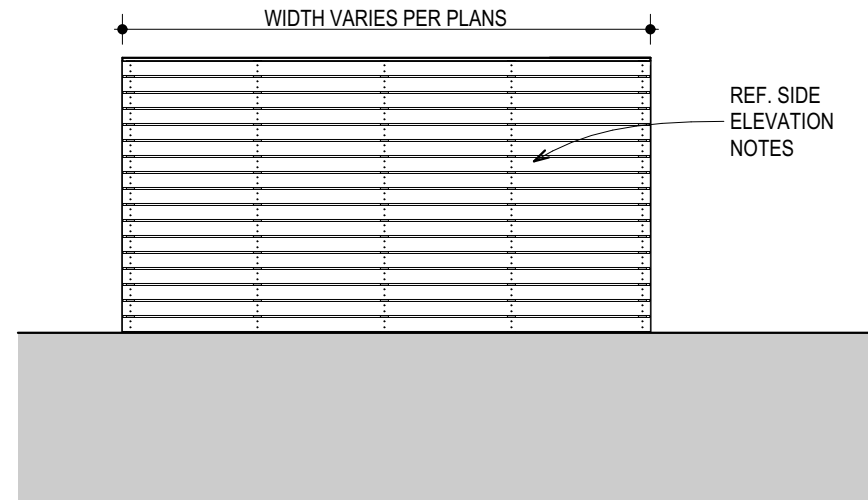 WIDTH VARIES PER PLANS
REF. SIDE
ELEVATION
NOTES